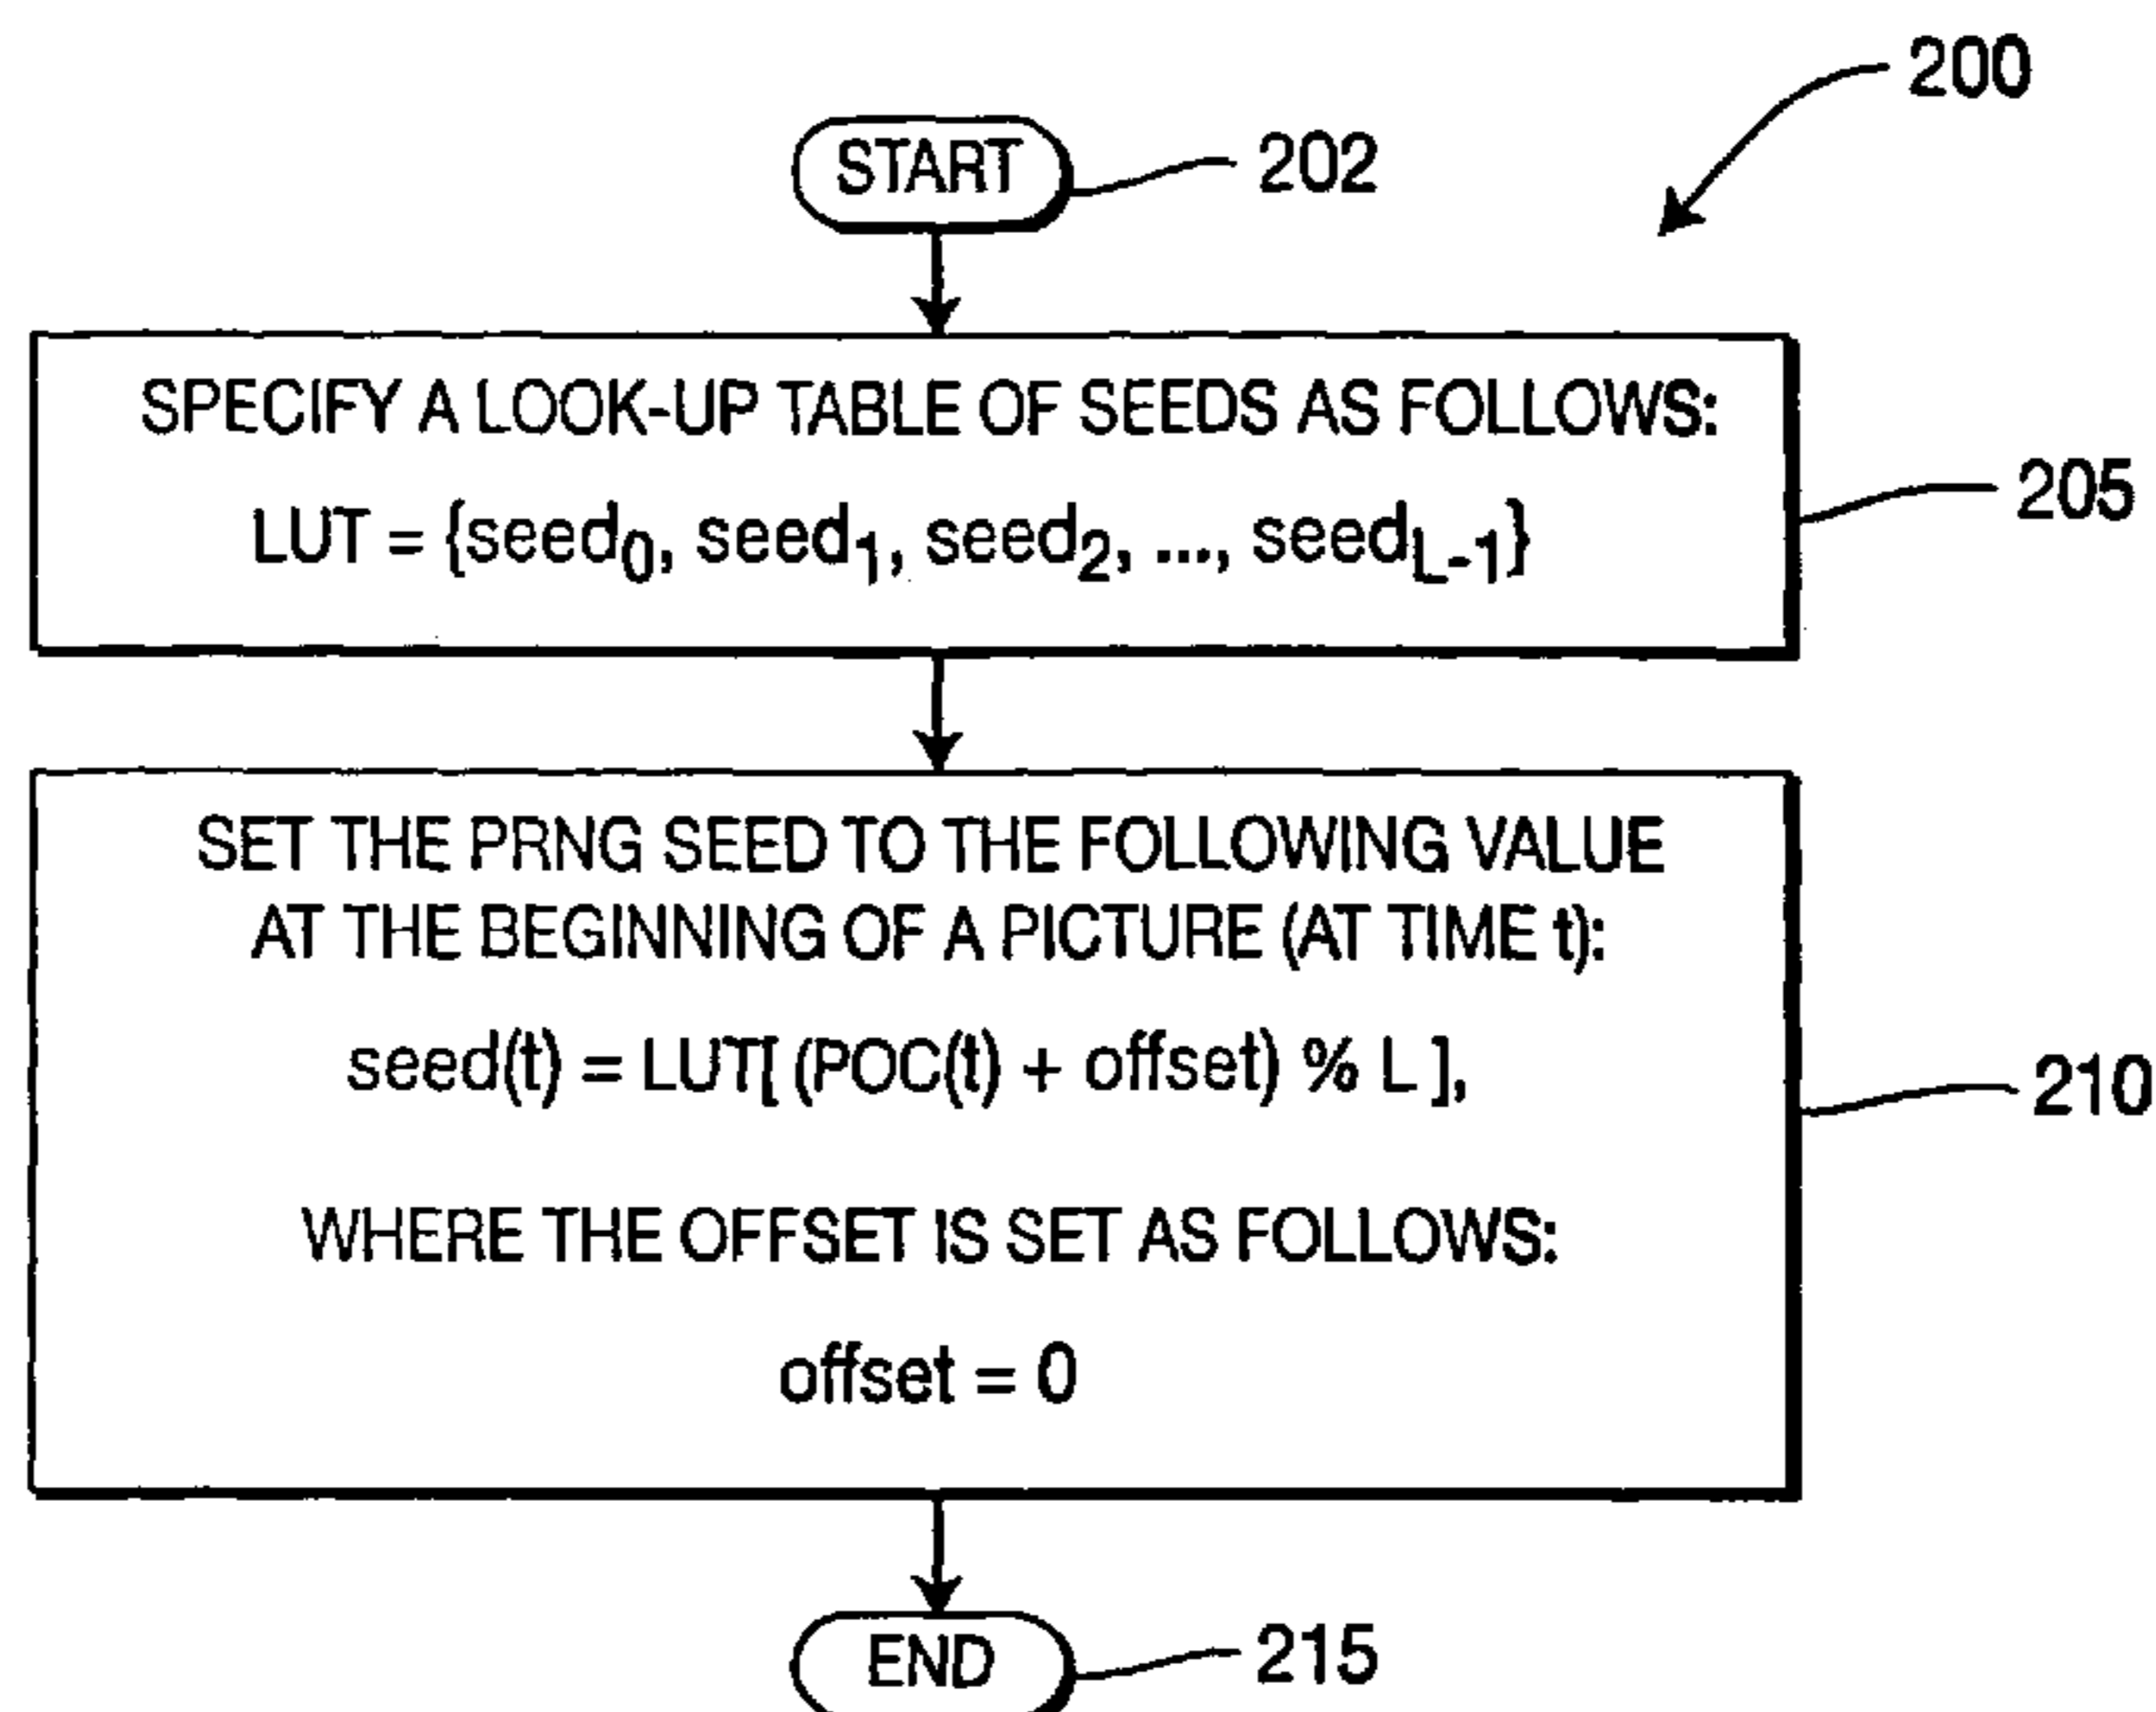 200
START
202
SPECIFY A LOOK-UP TABLE OF SEEDS AS FOLLOWS:
LUT = {seed₀, seed₁, seed₂, ..., seed_L-1}
205
SET THE PRNG SEED TO THE FOLLOWING VALUE
AT THE BEGINNING OF A PICTURE (AT TIME t):
seed(t) = LUT[ (POC(t) + offset) % L ],
210
WHERE THE OFFSET IS SET AS FOLLOWS:
offset = 0
END
215